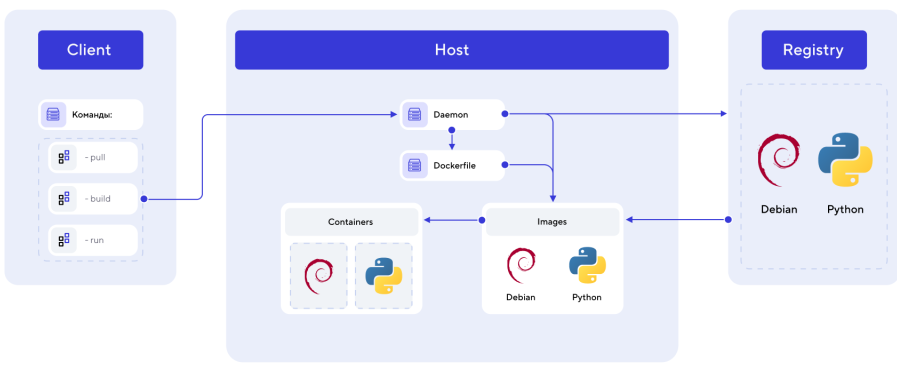 Client
Host
Registry
Команды:
- pull
- build
- run
Daemon
Dockerfile
Containers
Images
Debian
Python
Debian
Python